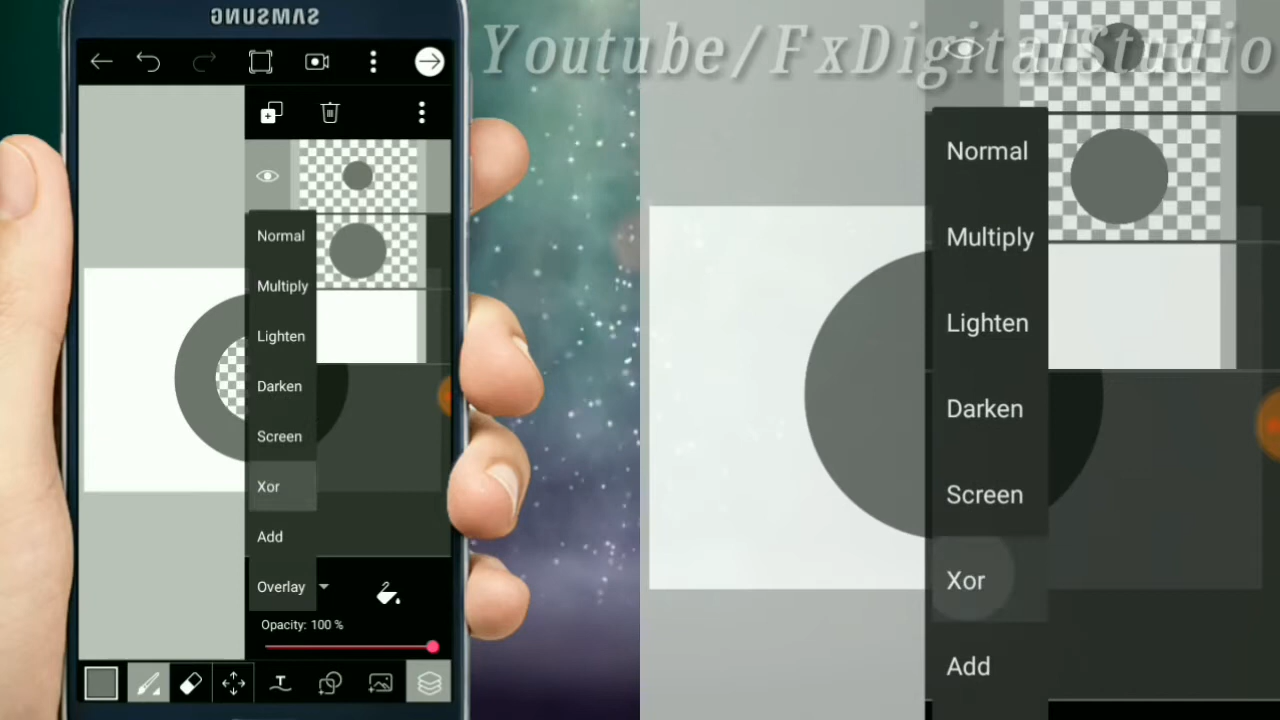 SAMSUNG
Youtube/FxDigitalStudio
Normal
Multiply
Lighten
Darken
Screen
Xor
Add
Overlay
Opacity: 100 %
Normal
Multiply
Lighten
Darken
Screen
Xor
Add